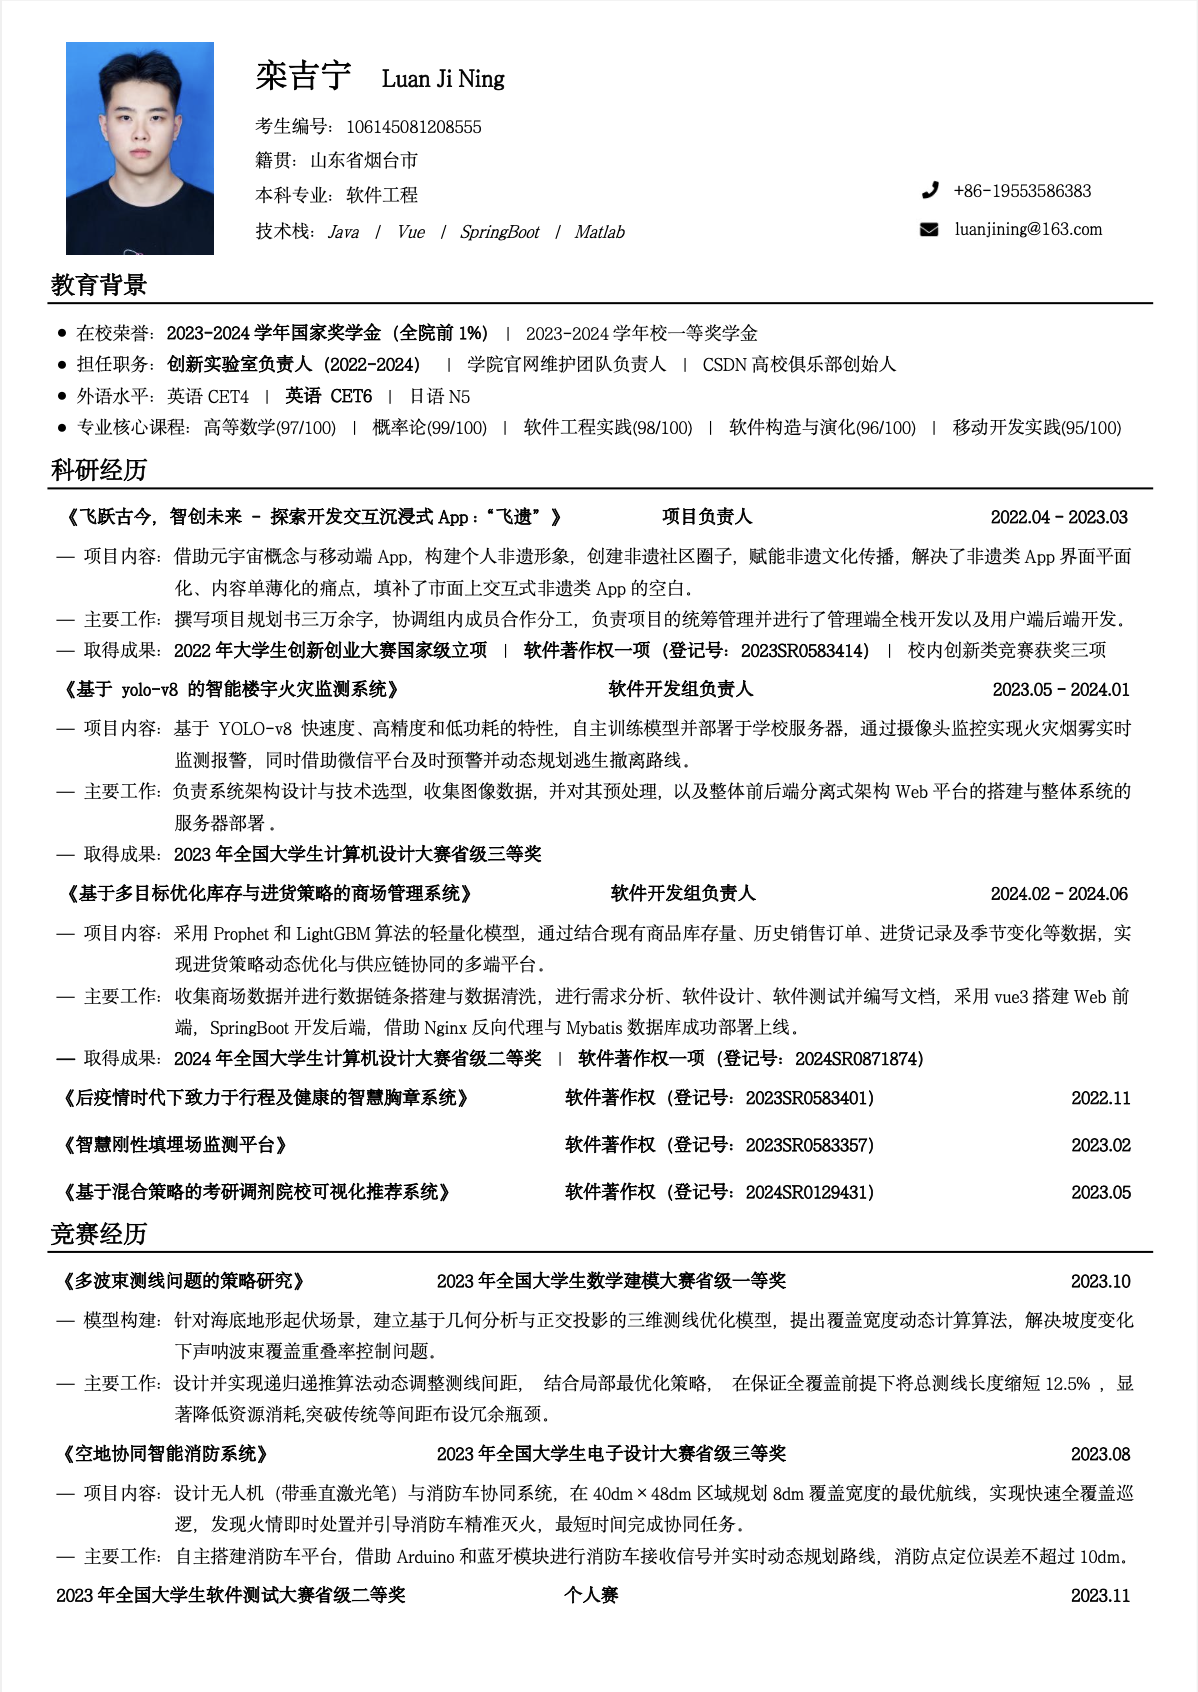 栾吉宁 Luan Ji Ning
考生编号：106145081208555
籍贯：山东省烟台市
本科专业：软件工程
+86-19553586383
技术栈：Java / Vue / SpringBoot / Matlab
luanjining@163.com
教育背景
● 在校荣誉：2023-2024 学年国家奖学金（全院前 1%） | 2023-2024 学年校一等奖学金
● 担任职务：创新实验室负责人（2022-2024） | 学院官网维护团队负责人 | CSDN 高校俱乐部创始人
● 外语水平：英语 CET4 | 英语 CET6 | 日语 N5
● 专业核心课程：高等数学(97/100) | 概率论(99/100) | 软件工程实践(98/100) | 软件构造与演化(96/100) | 移动开发实践(95/100)
科研经历
《飞跃古今，智创未来 - 探索开发交互沉浸式 App：“飞遗”》 项目负责人 2022.04 – 2023.03
— 项目内容：借助元宇宙概念与移动端 App，构建个人非遗形象，创建非遗社区圈子，赋能非遗文化传播，解决了非遗类 App 界面平面
化、内容单薄化的痛点，填补了市面上交互式非遗类 App 的空白。
— 主要工作：撰写项目规划书三万余字，协调组内成员合作分工，负责项目的统筹管理并进行了管理端全栈开发以及用户端后端开发。
— 取得成果：2022 年大学生创新创业大赛国家级立项 | 软件著作权一项（登记号：2023SR0583414） | 校内创新类竞赛获奖三项
《基于 yolo-v8 的智能楼宇火灾监测系统》 软件开发组负责人 2023.05 – 2024.01
— 项目内容：基于 YOLO-v8 快速度、高精度和低功耗的特性，自主训练模型并部署于学校服务器，通过摄像头监控实现火灾烟雾实时
监测报警，同时借助微信平台及时预警并动态规划逃生撤离路线。
— 主要工作：负责系统架构设计与技术选型，收集图像数据，并对其预处理，以及整体前后端分离式架构 Web 平台的搭建与整体系统的
服务器部署。
— 取得成果：2023 年全国大学生计算机设计大赛省级三等奖
《基于多目标优化库存与进货策略的商场管理系统》 软件开发组负责人 2024.02 – 2024.06
— 项目内容：采用 Prophet 和 LightGBM 算法的轻量化模型，通过结合现有商品库存量、历史销售订单、进货记录及季节变化等数据，实
现进货策略动态优化与供应链协同的多端平台。
— 主要工作：收集商场数据并进行数据链条搭建与数据清洗，进行需求分析、软件设计、软件测试并编写文档，采用 vue3 搭建 Web 前
端，SpringBoot 开发后端，借助 Nginx 反向代理与 Mybatis 数据库成功部署上线。
— 取得成果：2024 年全国大学生计算机设计大赛省级二等奖 | 软件著作权一项（登记号：2024SR0871874）
《后疫情时代下致力于行程及健康的智慧胸章系统》 软件著作权（登记号：2023SR0583401） 2022.11
《智慧刚性填埋场监测平台》 软件著作权（登记号：2023SR0583357） 2023.02
《基于混合策略的考研调剂院校可视化推荐系统》 软件著作权（登记号：2024SR0129431） 2023.05
竞赛经历
《多波束测线问题的策略研究》 2023 年全国大学生数学建模大赛省级一等奖 2023.10
— 模型构建：针对海底地形起伏场景，建立基于几何分析与正交投影的三维测线优化模型，提出覆盖宽度动态计算算法，解决坡度变化
下声呐波束覆盖重叠率控制问题。
— 主要工作：设计并实现递归递推算法动态调整测线间距， 结合局部最优化策略， 在保证全覆盖前提下将总测线长度缩短 12.5% ，显
著降低资源消耗,突破传统等间距布设冗余瓶颈。
《空地协同智能消防系统》 2023 年全国大学生电子设计大赛省级三等奖 2023.08
— 项目内容：设计无人机（带垂直激光笔）与消防车协同系统，在 40dm × 48dm 区域规划 8dm 覆盖宽度的最优航线，实现快速全覆盖巡
逻，发现火情即时处置并引导消防车精准灭火，最短时间完成协同任务。
— 主要工作：自主搭建消防车平台，借助 Arduino 和蓝牙模块进行消防车接收信号并实时动态规划路线，消防点定位误差不超过 10dm。
2023 年全国大学生软件测试大赛省级二等奖 个人赛 2023.11